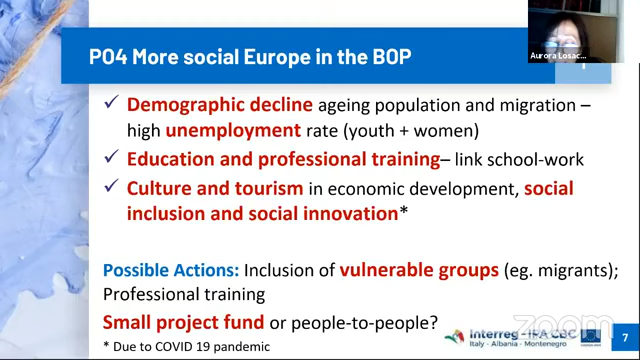 Aurora Losac...
PO4 More social Europe in the BOP
✓ Demographic decline ageing population and migration –
high unemployment rate (youth + women)
✓ Education and professional training– link school-work
✓ Culture and tourism in economic development, social
inclusion and social innovation*
Possible Actions: Inclusion of vulnerable groups (eg. migrants);
Professional training
Small project fund or people-to-people?
* Due to COVID 19 pandemic
Interreg - IPA CBC
Italy - Albania - Montenegro
zoom
7